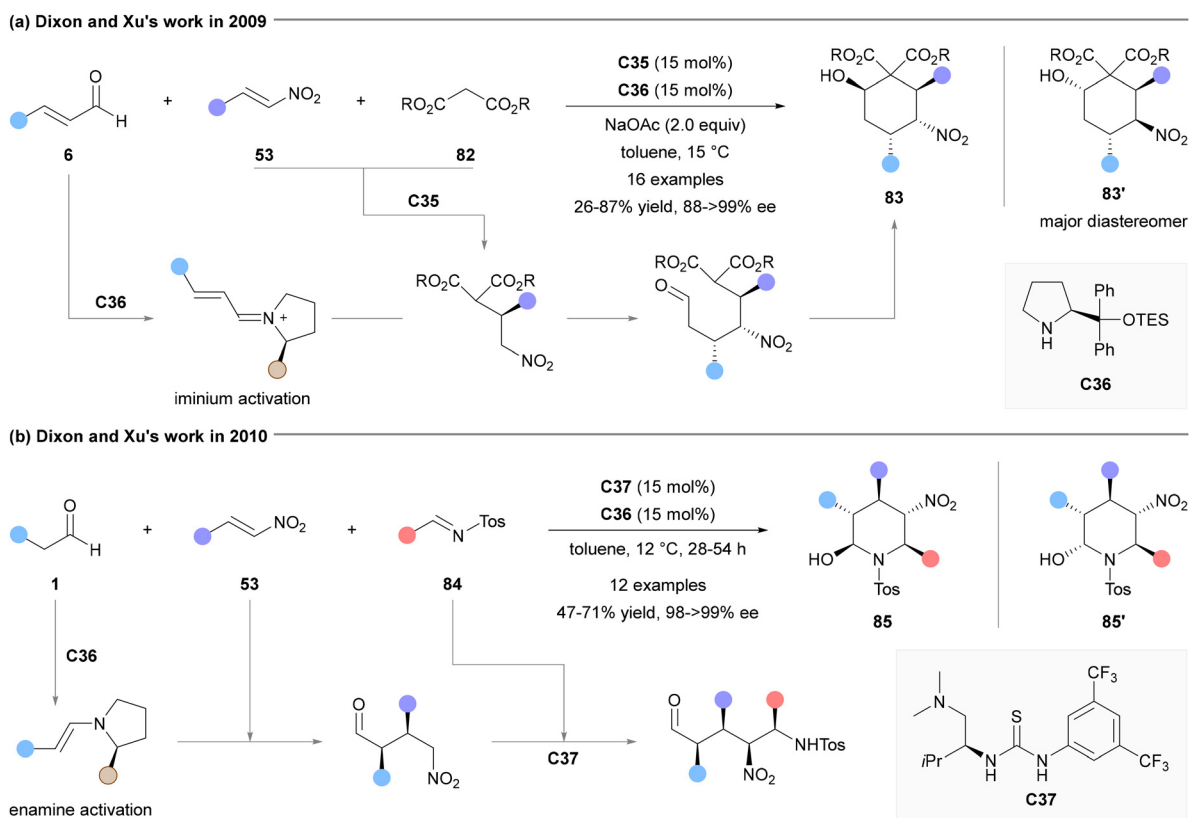 (a) Dixon and Xu's work in 2009
O
H
6
+
NO2
53
+
RO2C CO2R
82
C35 (15 mol%)
C36 (15 mol%)
NaOAc (2.0 equiv)
toluene, 15 °C
16 examples
26-87% yield, 88->99% ee
RO2C CO2R
HO
NO2
83
RO2C CO2R
HO
NO2
83'
major diastereomer
C35
C36
N
+
iminium activation
RO2C CO2R
NO2
RO2C CO2R
O
NO2
Ph
OTES
N
H
Ph
C36
(b) Dixon and Xu's work in 2010
O
H
1
+
NO2
53
+
N
Tos
84
C37 (15 mol%)
C36 (15 mol%)
toluene, 12 °C, 28-54 h
12 examples
47-71% yield, 98->99% ee
NO2
HO
N
Tos
85
NO2
HO
N
Tos
85'
C36
N
enamine activation
O
NO2
C37
O
NHTos
NO2
CF3
N
S
iPr
N
H
N
H
CF3
C37